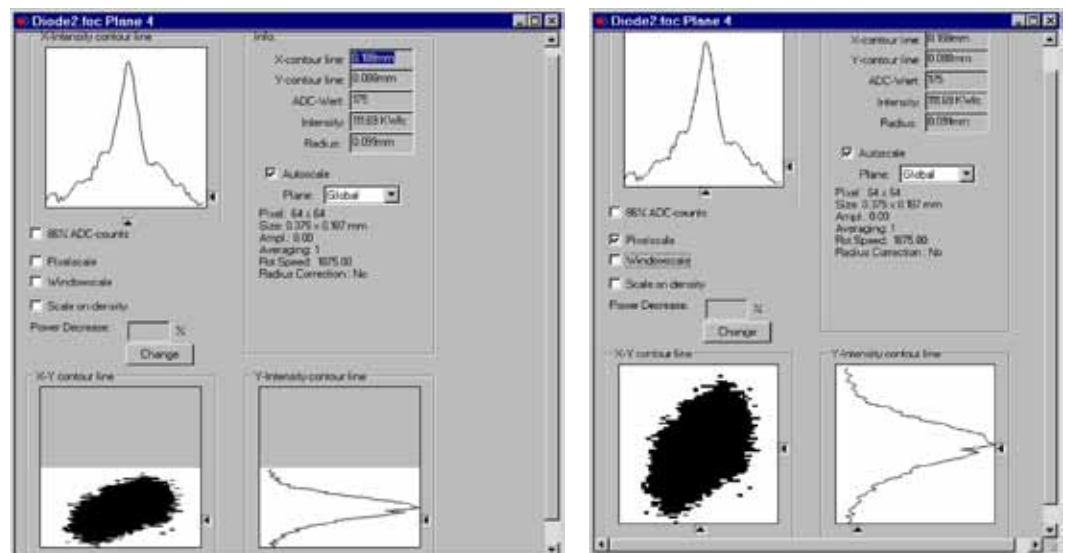 Diode2.foc Plane 4
X-Intensity contour line
Info:
X-contour line: 0.188mm
Y-contour line: 0.088mm
ADC-Wert:
Intensity:
Radius: 0.099mm
Autoscale
Plane: Global
Pixel: 64 x 64
Size: 0.375 x 0.187 mm
Ampl.: 0.00
Averaging: 1
Rot Speed: 1875.00
Radius Correction: No
86% ADC-counts
Pixelscale
Windowscale
Scale on density
Power Decrease: %
Change
X-Y contour line
Y-Intensity contour line
Diode2.foc Plane 4
X-contour line: 0.188mm
Y-contour line: 0.088mm
ADC-Wert:
Intensity:
Radius: 0.099mm
Autoscale
Plane: Global
Pixel: 64 x 64
Size: 0.375 x 0.187 mm
Ampl.: 0.00
Averaging: 1
Rot Speed: 1875.00
Radius Correction: No
86% ADC-counts
Pixelscale
Windowscale
Scale on density
Power Decrease: %
Change
X-Y contour line
Y-Intensity contour line